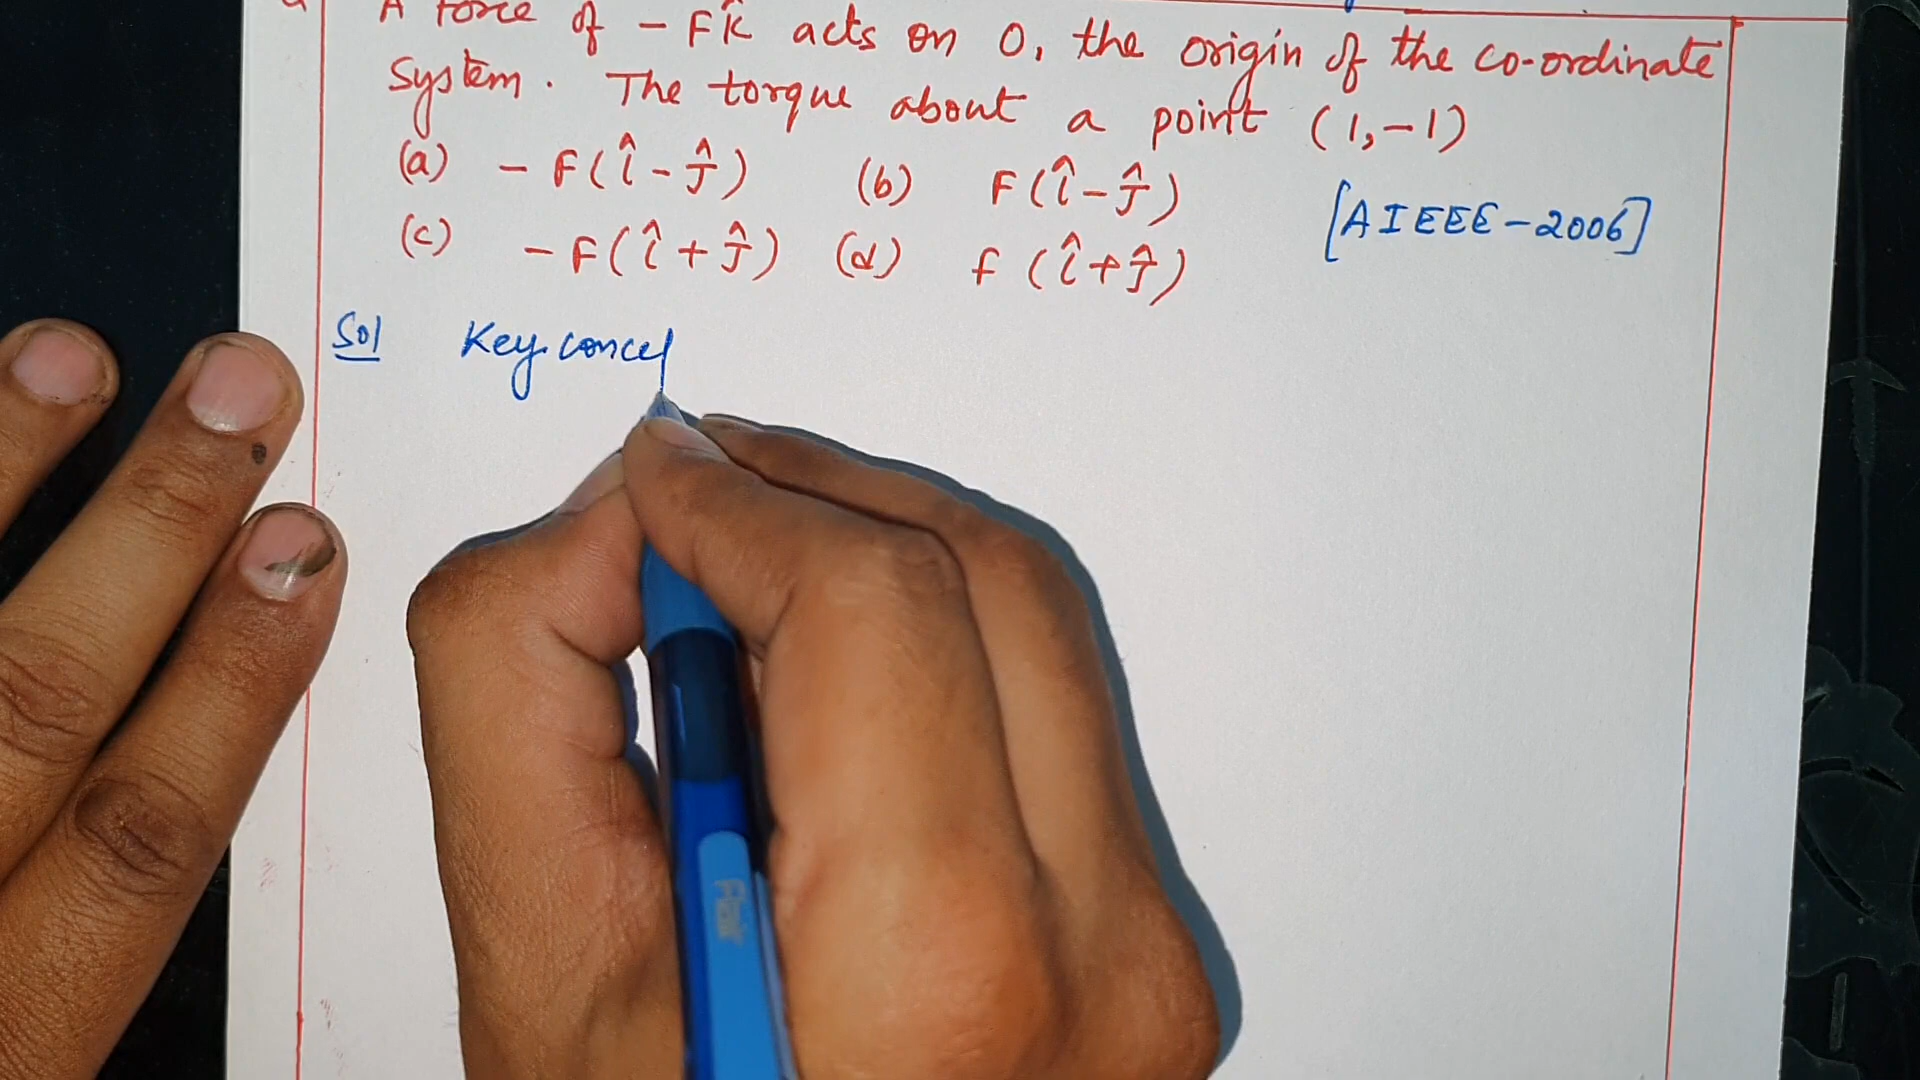 A force of - Fk̂ acts on O, the origin of the co-ordinate
system. The torque about a point (1,-1)
(a) - F(î - ĵ) (b) F(î - ĵ)
[AIEEE-2006]
(c) - F(î + ĵ) (d) f (î + ĵ)
Sol Key concep
Flair